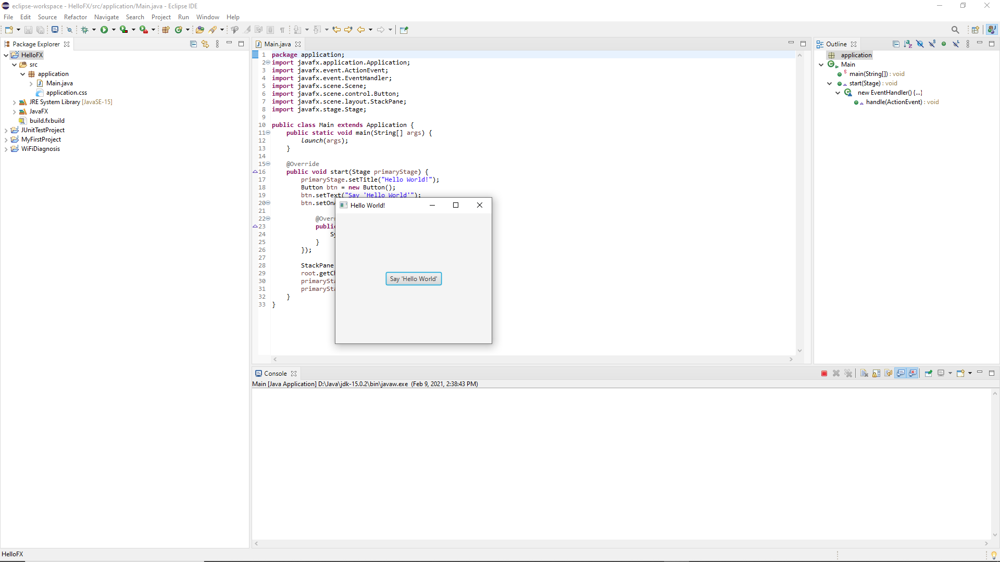 eclipse-workspace - HelloFX/src/application/Main.java - Eclipse IDE
File Edit Source Refactor Navigate Search Project Run Window Help
Package Explorer
HelloFX
src
application
Main.java
application.css
JRE System Library [JavaSE-15]
JavaFX
build.fxbuild
JUnitTestProject
MyFirstProject
WiFiDiagnosis
Main.java
1 package application;
2 import javafx.application.Application;
3 import javafx.event.ActionEvent;
4 import javafx.event.EventHandler;
5 import javafx.scene.Scene;
6 import javafx.scene.control.Button;
7 import javafx.scene.layout.StackPane;
8 import javafx.stage.Stage;
9
10 public class Main extends Application {
11 public static void main(String[] args) {
12 launch(args);
13 }
14
15 @Override
16 public void start(Stage primaryStage) {
17 primaryStage.setTitle("Hello World!");
18 Button btn = new Button();
19 btn.setText("Say 'Hello World'");
20 btn.setOnA
21
22 @Overr
23 public
24 Sy
25 }
26 });
27
28 StackPane
29 root.getCh
30 primarySta
31 primarySta
32 }
33 }
Hello World!
Say 'Hello World'
Outline
application
Main
main(String[]) : void
start(Stage) : void
new EventHandler() {...}
handle(ActionEvent) : void
Console
Main [Java Application] D:\Java\jdk-15.0.2\bin\javaw.exe (Feb 9, 2021, 2:38:43 PM)
HelloFX